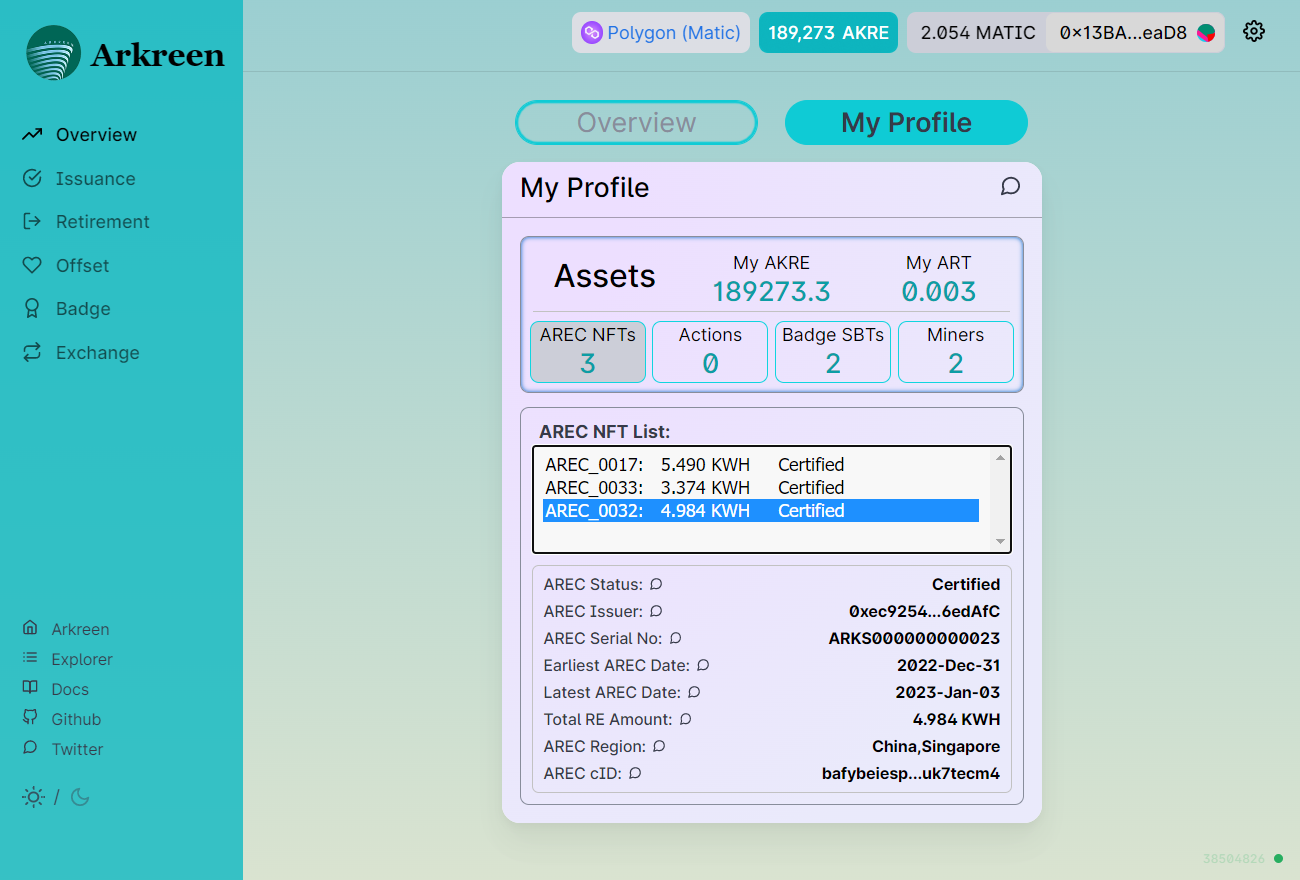 Arkreen
Polygon (Matic)
189,273 AKRE
2.054 MATIC
0×13BA...eaD8
Overview
Issuance
Retirement
Offset
Badge
Exchange
Arkreen
Explorer
Docs
Github
Twitter
/
Overview
My Profile
My Profile
Assets
My AKRE
189273.3
My ART
0.003
AREC NFTs
3
Actions
0
Badge SBTs
2
Miners
2
AREC NFT List:
AREC_0017: 5.490 KWH Certified
AREC_0033: 3.374 KWH Certified
AREC_0032: 4.984 KWH Certified
AREC Status: Certified
AREC Issuer: 0xec9254...6edAfC
AREC Serial No: ARKS000000000023
Earliest AREC Date: 2022-Dec-31
Latest AREC Date: 2023-Jan-03
Total RE Amount: 4.984 KWH
AREC Region: China,Singapore
AREC cID: bafybeiesp...uk7tecm4
38504826